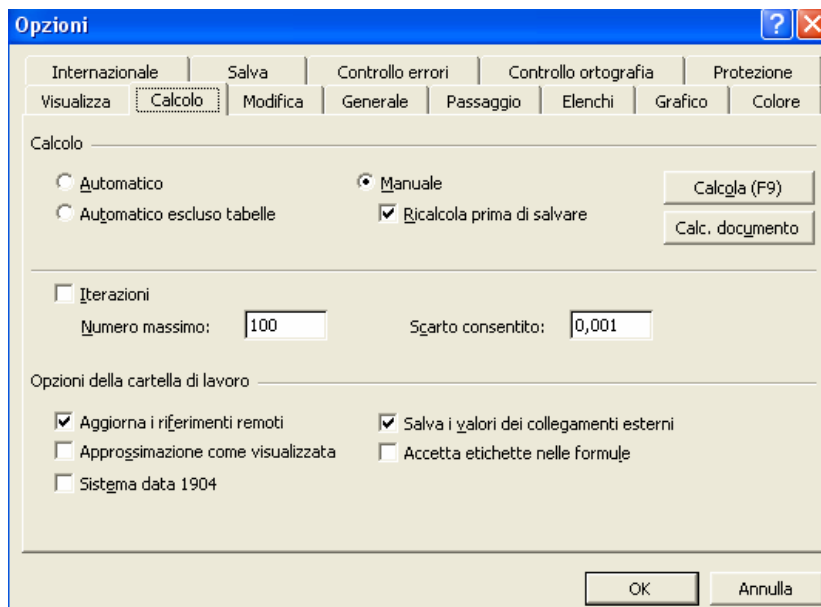 Opzioni
Internazionale Salva Controllo errori Controllo ortografia Protezione
Visualizza Calcolo Modifica Generale Passaggio Elenchi Grafico Colore
Calcolo
Automatico Manuale Calcola (F9)
Automatico escluso tabelle Ricalcola prima di salvare Calc. documento
Iterazioni
Numero massimo: 100 Scarto consentito: 0,001
Opzioni della cartella di lavoro
Aggiorna i riferimenti remoti Salva i valori dei collegamenti esterni
Approssimazione come visualizzata Accetta etichette nelle formule
Sistema data 1904
OK Annulla